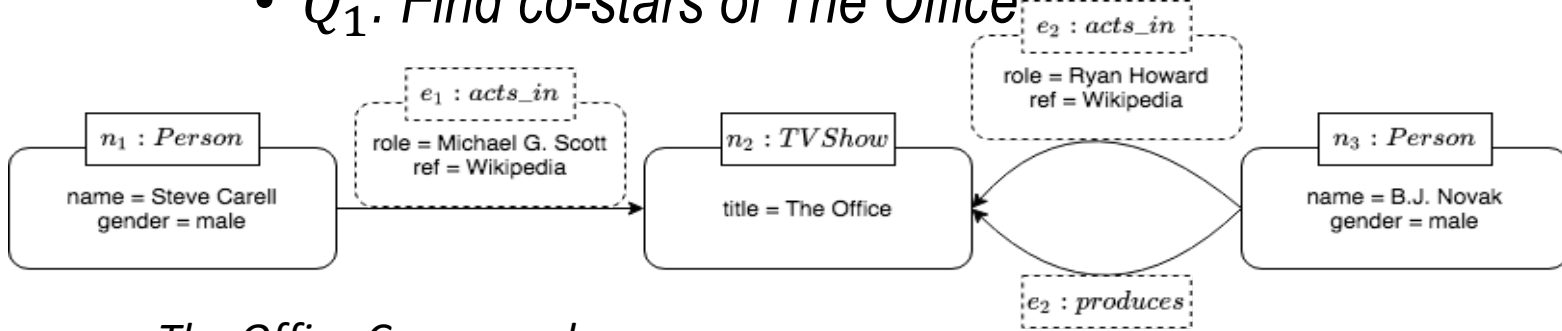 • Q₁: Find co-stars of The Office
e₂ : acts_in
role = Ryan Howard
ref = Wikipedia
e₁ : acts_in
role = Michael G. Scott
ref = Wikipedia
n₁ : Person
name = Steve Carell
gender = male
n₂ : TVShow
title = The Office
n₃ : Person
name = B.J. Novak
gender = male
e₂ : produces
The Office